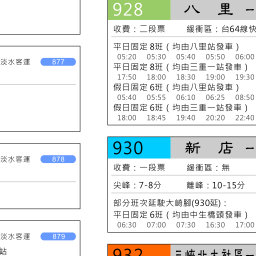 淡水客運 877
淡水客運 878
淡水客運 879
站
928 八 里
收費：二段票 緩衝區：台64線快
平日固定8班(均由八里站發車)
05:20 05:30 05:40 05:50 06:00
平日固定8班(均由三重一站發車)
17:50 18:00 18:30 19:00 19:30
假日固定6班(均由八里站發車)
05:40 05:55 06:10 06:25 08:50
假日固定6班(均由三重一站發車)
18:00 18:45 19:40 20:20 22:00
930 新 店
收費：一段票 緩衝區：無
尖峰：7-8分 離峰：10-15分
部分班次延駛大崎腳(930延)：
平日固定6班(均由中生橋頭發車)
06:30 07:00 07:30 16:30 17:00
932 三峽北大社區